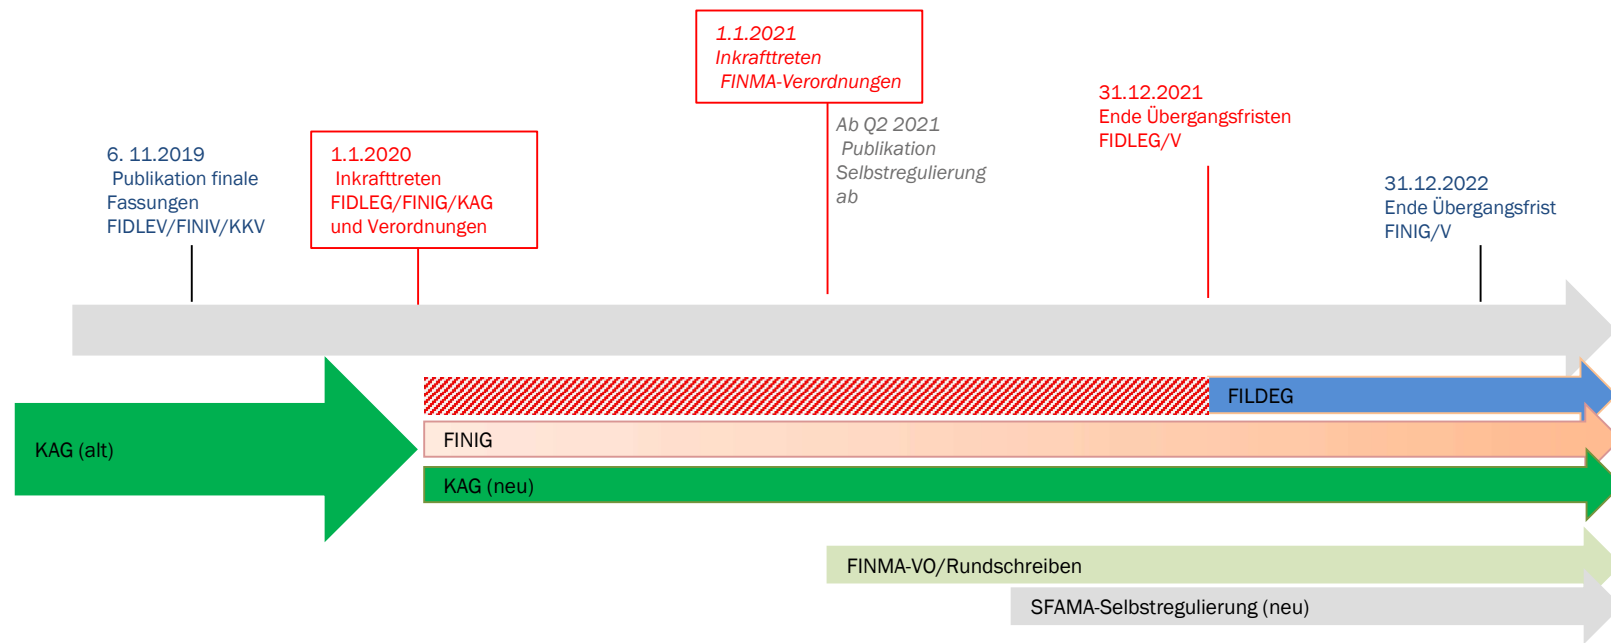 6. 11.2019
Publikation finale
Fassungen
FIDLEV/FINIV/KKV
1.1.2020
Inkrafttreten
FIDLEG/FINIG/KAG
und Verordnungen
1.1.2021
Inkrafttreten
FINMA-Verordnungen
Ab Q2 2021
Publikation
Selbstregulierung
ab
31.12.2021
Ende Übergangsfristen
FIDLEG/V
31.12.2022
Ende Übergangsfrist
FINIG/V
FILDEG
KAG (alt)
FINIG
KAG (neu)
FINMA-VO/Rundschreiben
SFAMA-Selbstregulierung (neu)